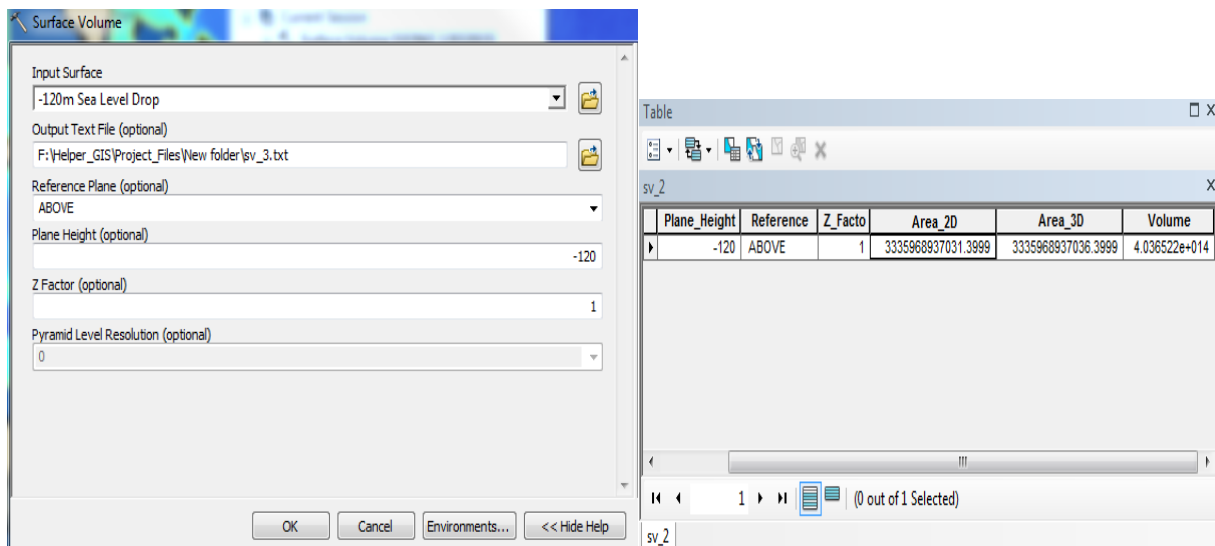 Surface Volume
Input Surface
-120m Sea Level Drop
Output Text File (optional)
F:\Helper_GIS\Project_Files\New folder\sv_3.txt
Reference Plane (optional)
ABOVE
Plane Height (optional)
-120
Z Factor (optional)
1
Pyramid Level Resolution (optional)
0
OK Cancel Environments... << Hide Help
Table
sv_2
Plane_Height Reference Z_Facto Area_2D Area_3D Volume
-120 ABOVE 1 3335968937031.3999 3335968937036.3999 4.036522e+014
1 (0 out of 1 Selected)
sv_2